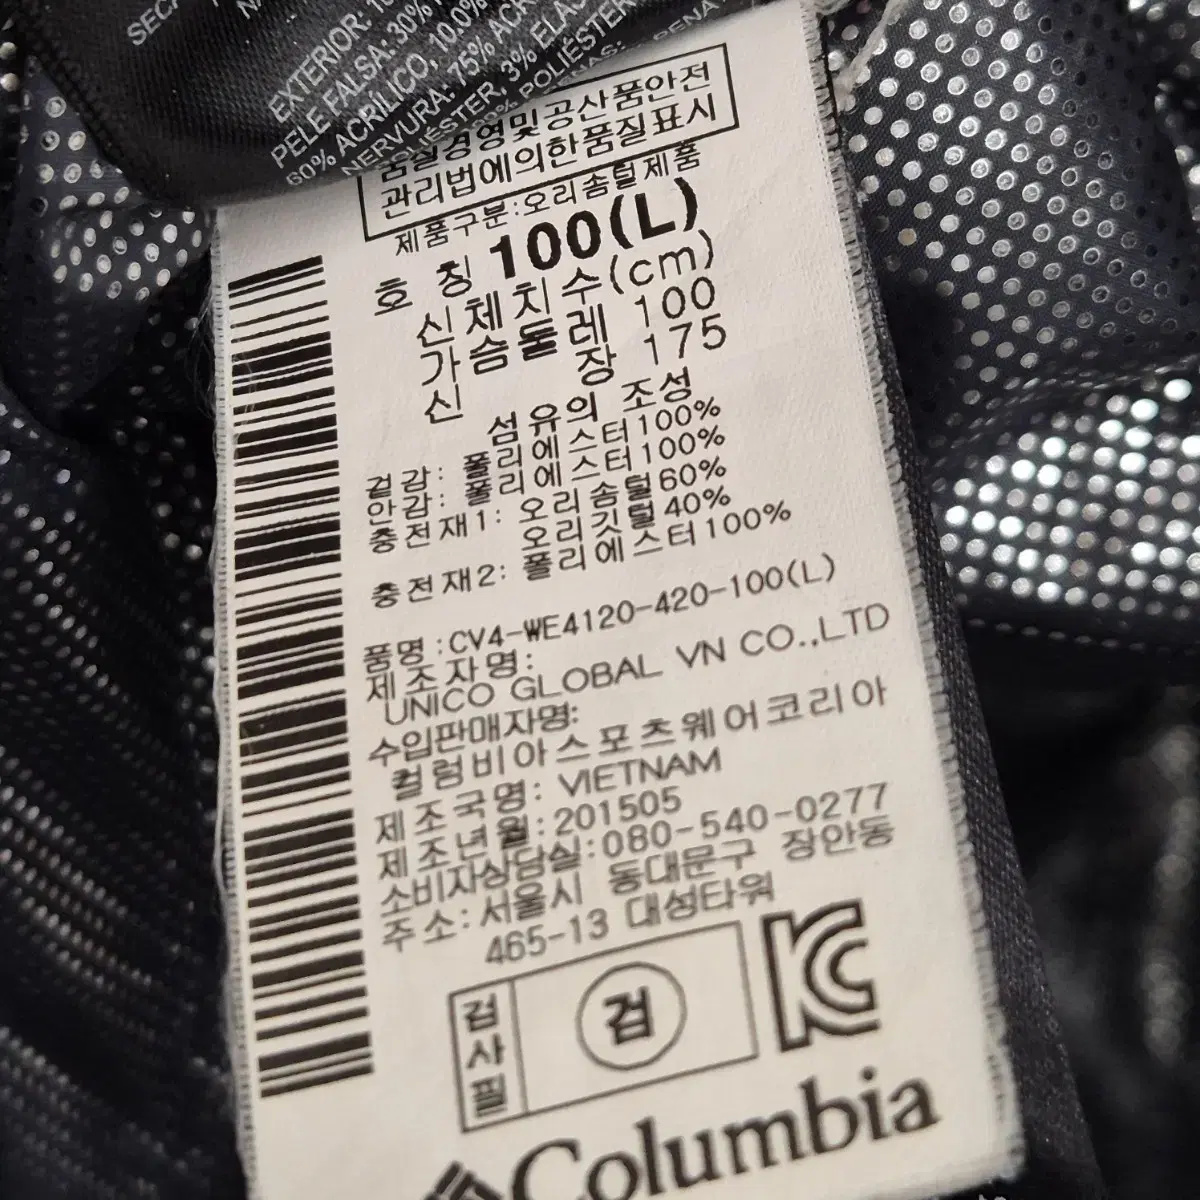 EXTERIOR: 10
PELE FALSA: 30%
60% ACRILICO, 10.0%
NERVURA: 75% ACR
3% ELAS
POLIÉSTER
품질경영및공산품안전
관리법에의한품질표시
제품구분:오리솜털제품
호 칭 100(L)
신체치수(cm)
가슴둘레 100
신 장 175
섬유의 조성
겉감: 폴리에스터100%
안감: 폴리에스터100%
충전재1: 오리솜털60%
오리깃털40%
충전재2: 폴리에스터100%
품명:CV4-WE4120-420-100(L)
제조자명:
UNICO GLOBAL VN CO.,LTD
수입판매자명:
컬럼비아스포츠웨어코리아
제조국명: VIETNAM
제조년월:201505
소비자상담실:080-540-0277
주소:서울시 동대문구 장안동
465-13 대성타워
검사필
검
KC
Columbia